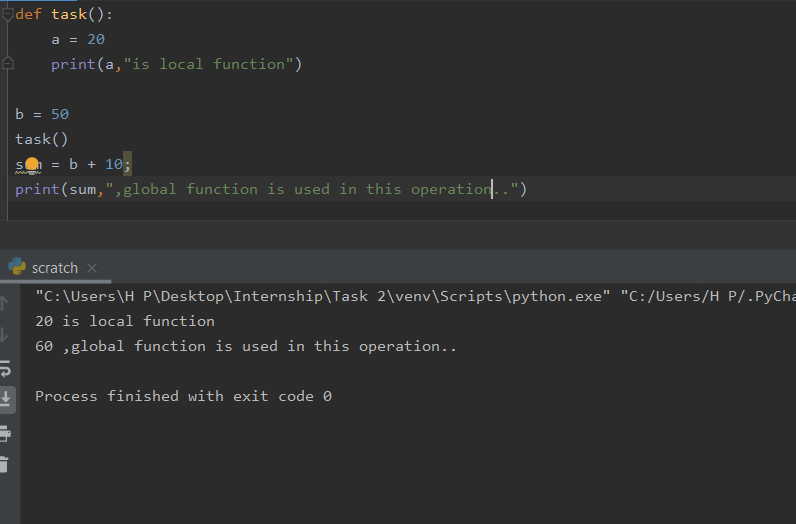 def task():
    a = 20
    print(a,"is local function")
b = 50
task()
sum = b + 10;
print(sum,",global function is used in this operation..")
scratch
"C:\Users\H P\Desktop\Internship\Task 2\venv\Scripts\python.exe" "C:/Users/H P/.PyCha
20 is local function
60 ,global function is used in this operation..
Process finished with exit code 0